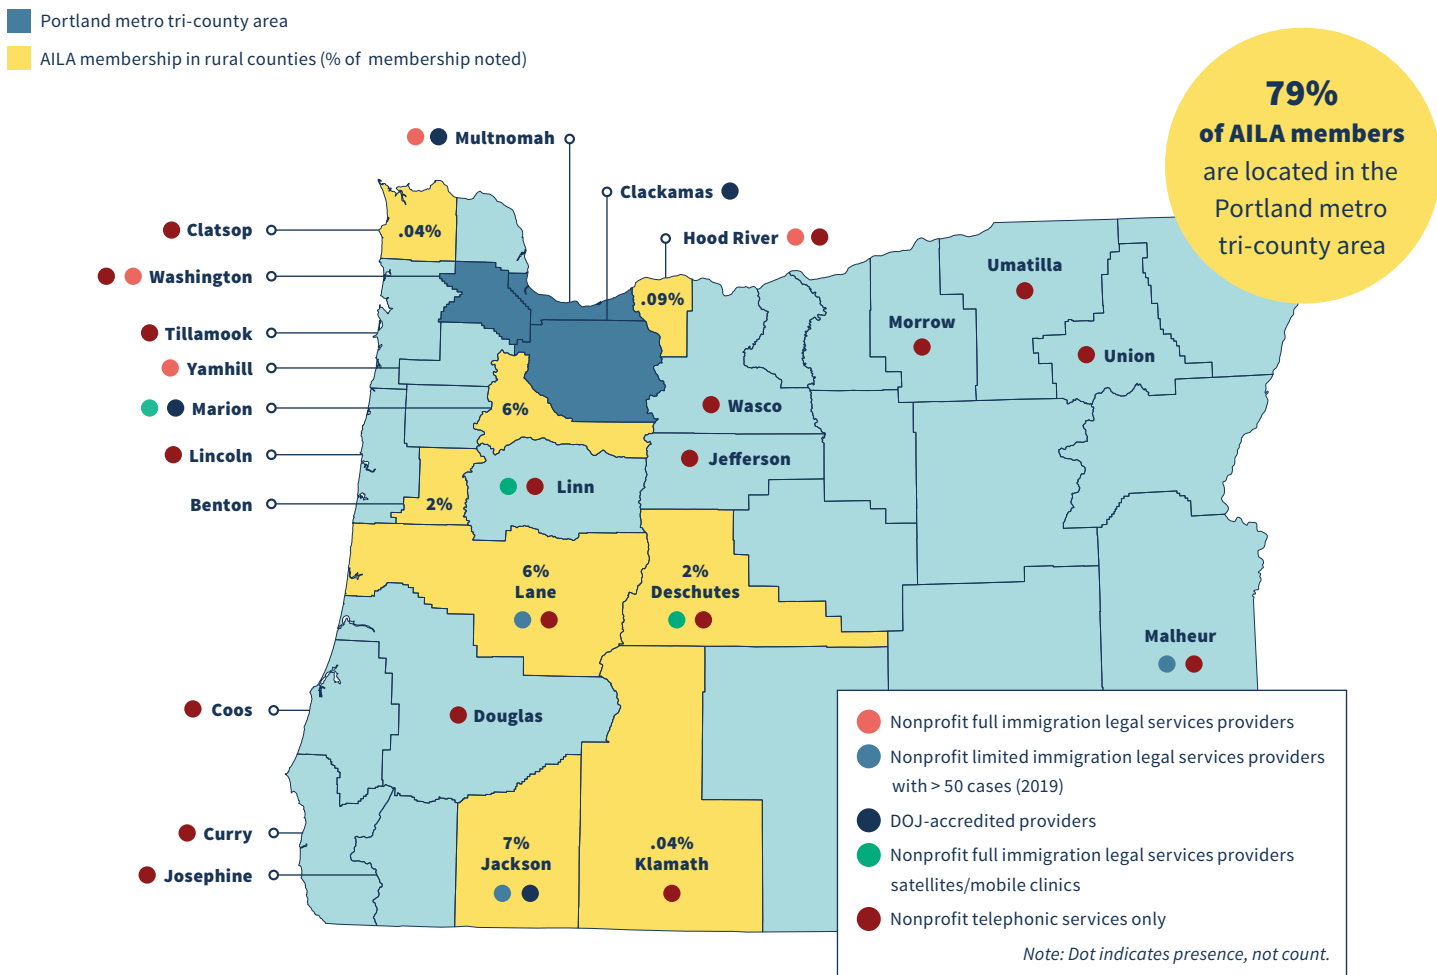 Portland metro tri-county area
AILA membership in rural counties (% of membership noted)
79%
of AILA members
are located in the
Portland metro
tri-county area
Multnomah
Clackamas
Hood River
Clatsop
.04%
Washington
.09%
Umatilla
Tillamook
Morrow
Union
Yamhill
Marion
6%
Wasco
Lincoln
Jefferson
Benton
2%
Linn
6%
Lane
2%
Deschutes
Malheur
Coos
Douglas
Curry
Josephine
7%
Jackson
.04%
Klamath
Nonprofit full immigration legal services providers
Nonprofit limited immigration legal services providers
with > 50 cases (2019)
DOJ-accredited providers
Nonprofit full immigration legal services providers
satellites/mobile clinics
Nonprofit telephonic services only
Note: Dot indicates presence, not count.